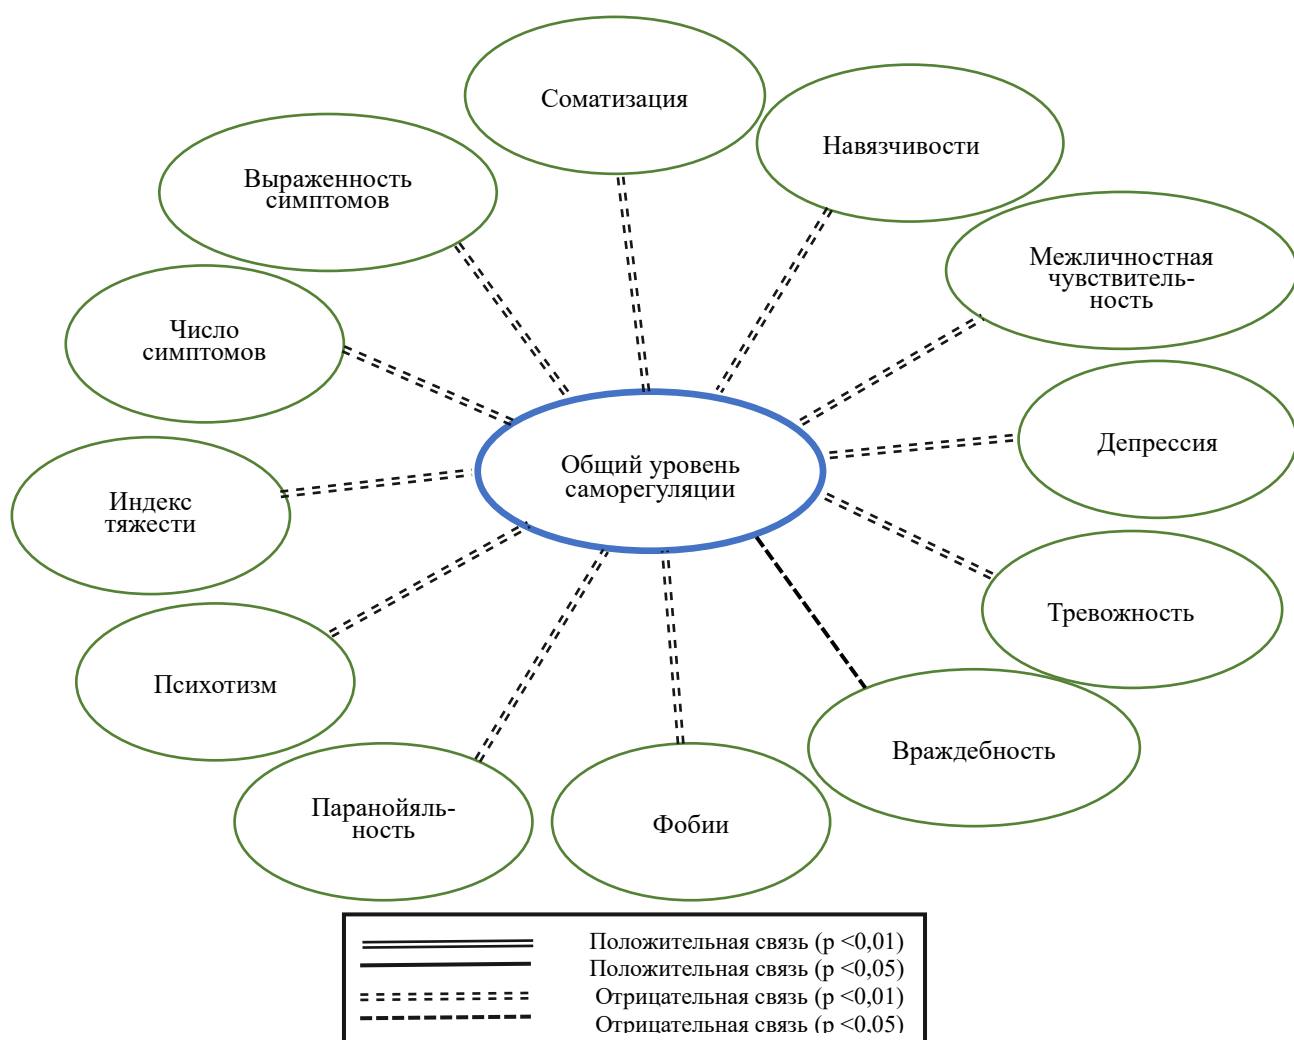 Соматизация
Навязчивости
Выраженность
симптомов
Межличностная
чувствитель-
ность
Число
симптомов
Депрессия
Общий уровень
саморегуляции
Индекс
тяжести
Тревожность
Психотизм
Враждебность
Паранойяль-
ность
Фобии
Положительная связь (p <0,01)
Положительная связь (p <0,05)
Отрицательная связь (p <0,01)
Отрицательная связь (p <0,05)